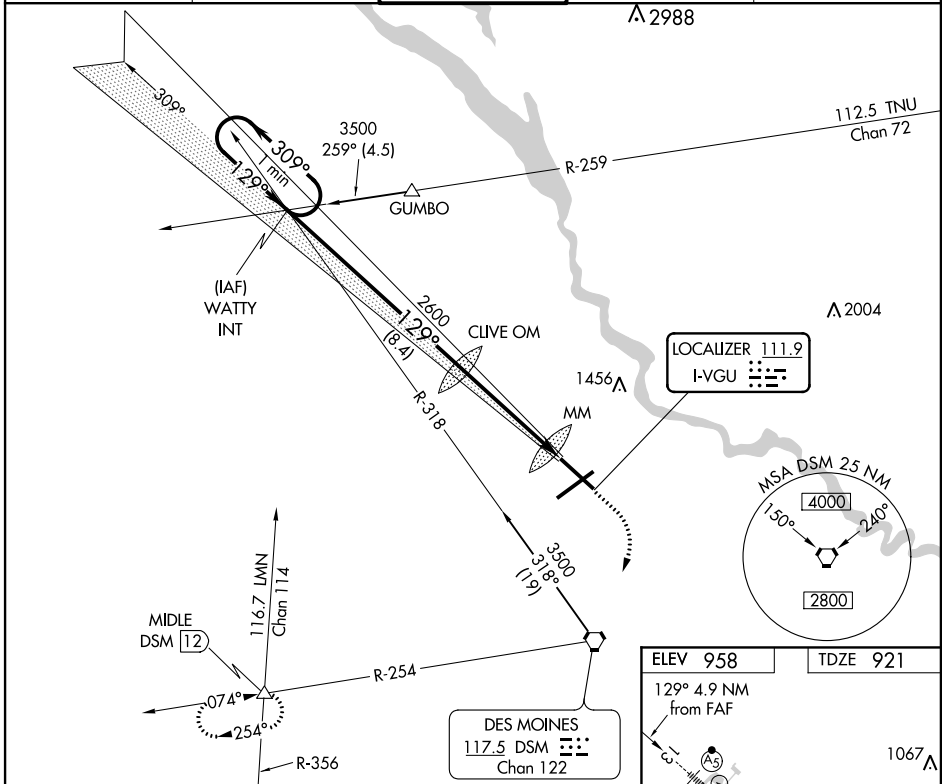 2988
309°
309°
1 min
129°
3500
259° (4.5)
112.5 TNU
Chan 72
R-259
GUMBO
(IAF)
WATTY
INT
2600
129°
(8.4)
CLIVE OM
2004
LOCALIZER 111.9
I-VGU
1456
MM
R-318
MSA DSM 25 NM
4000
150°
240°
2800
3500
318°
(19)
116.7 LMN
Chan 114
MIDLE
DSM 12
R-254
074°
254°
R-356
DES MOINES
117.5 DSM
Chan 122
ELEV 958
TDZE 921
129° 4.9 NM
from FAF
13
A5
1067